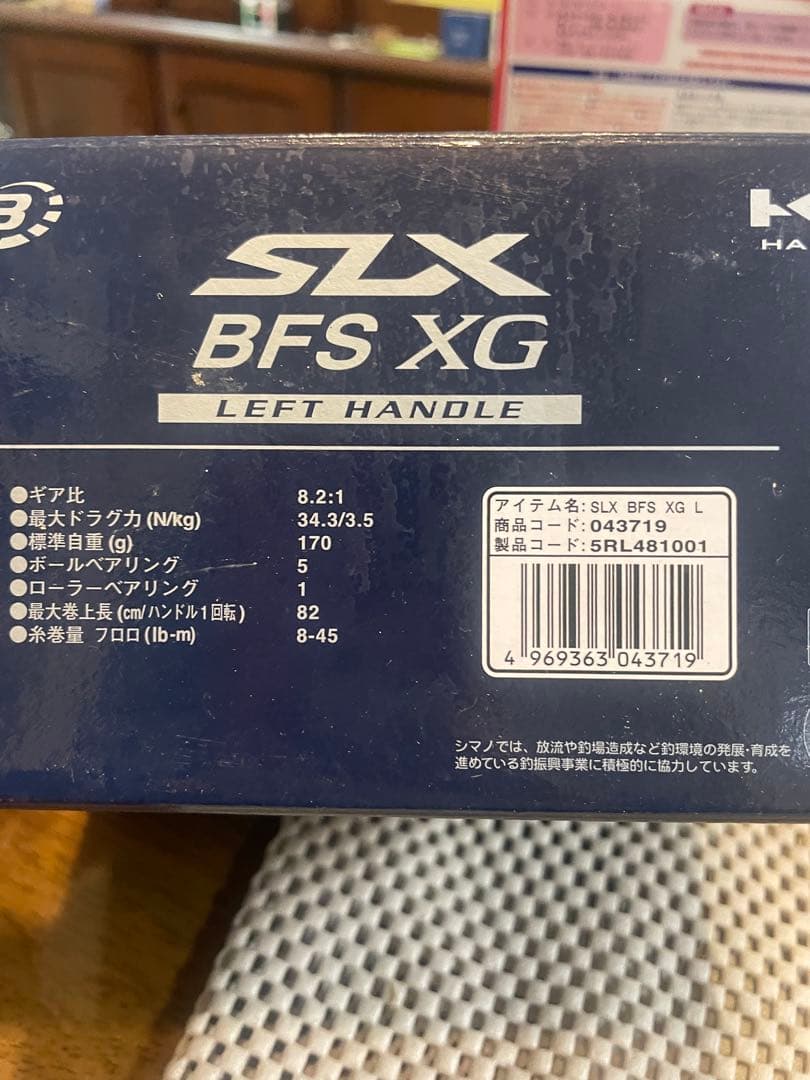 SLX
BFS XG
LEFT HANDLE
●ギア比 8.2:1
●最大ドラグ力(N/kg) 34.3/3.5
●標準自重(g) 170
●ボールベアリング 5
●ローラーベアリング 1
●最大巻上長(cm/ハンドル1回転) 82
●糸巻量 フロロ(lb-m) 8-45
アイテム名: SLX BFS XG L
商品コード: 043719
製品コード: 5RL481001
4 969363 043719
シマノでは、放流や釣場造成など釣環境の発展・育成を
進めている釣振興事業に積極的に協力しています。